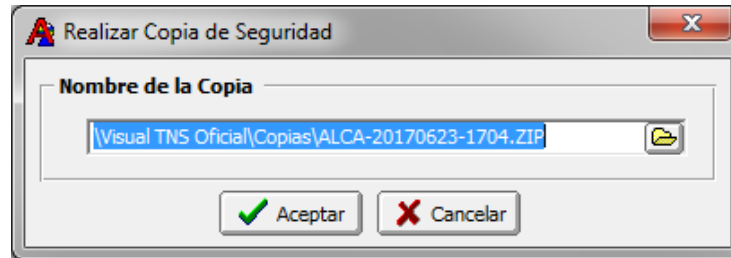 Realizar Copia de Seguridad
Nombre de la Copia
\Visual TNS Oficial\Copias\ALCA-20170623-1704.ZIP
Aceptar
Cancelar